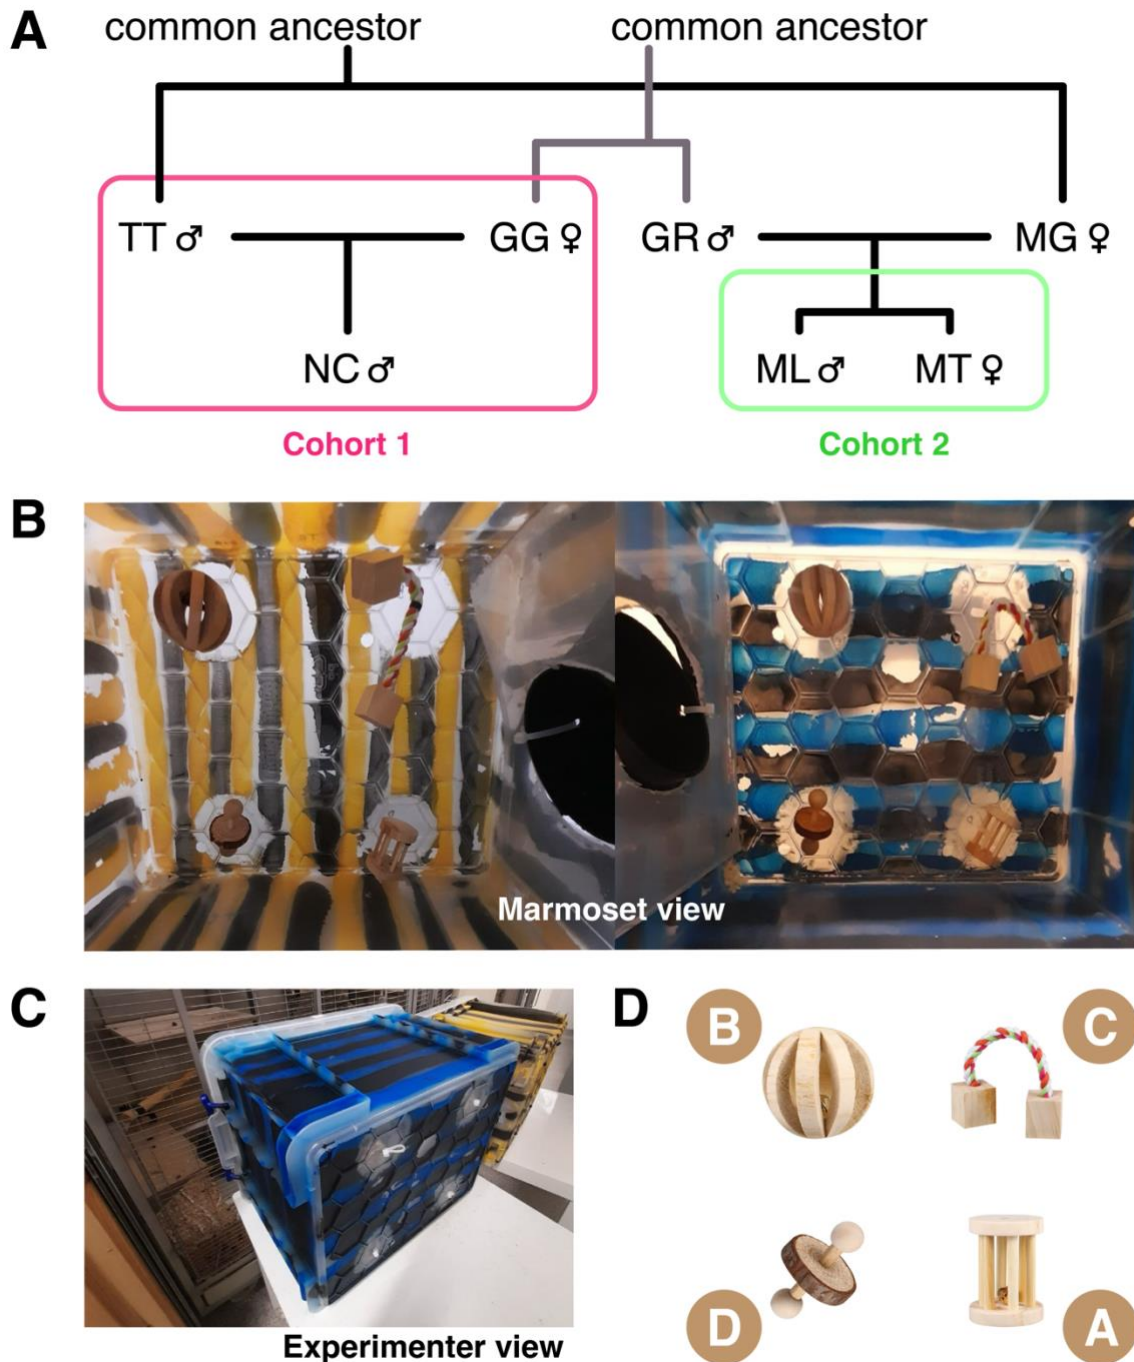 A
common ancestor
common ancestor
TT ♂
GG ♀
GR ♂
MG ♀
NC ♂
ML ♂
MT ♀
Cohort 1
Cohort 2
B
Marmoset view
C
Experimenter view
D
B
C
D
A